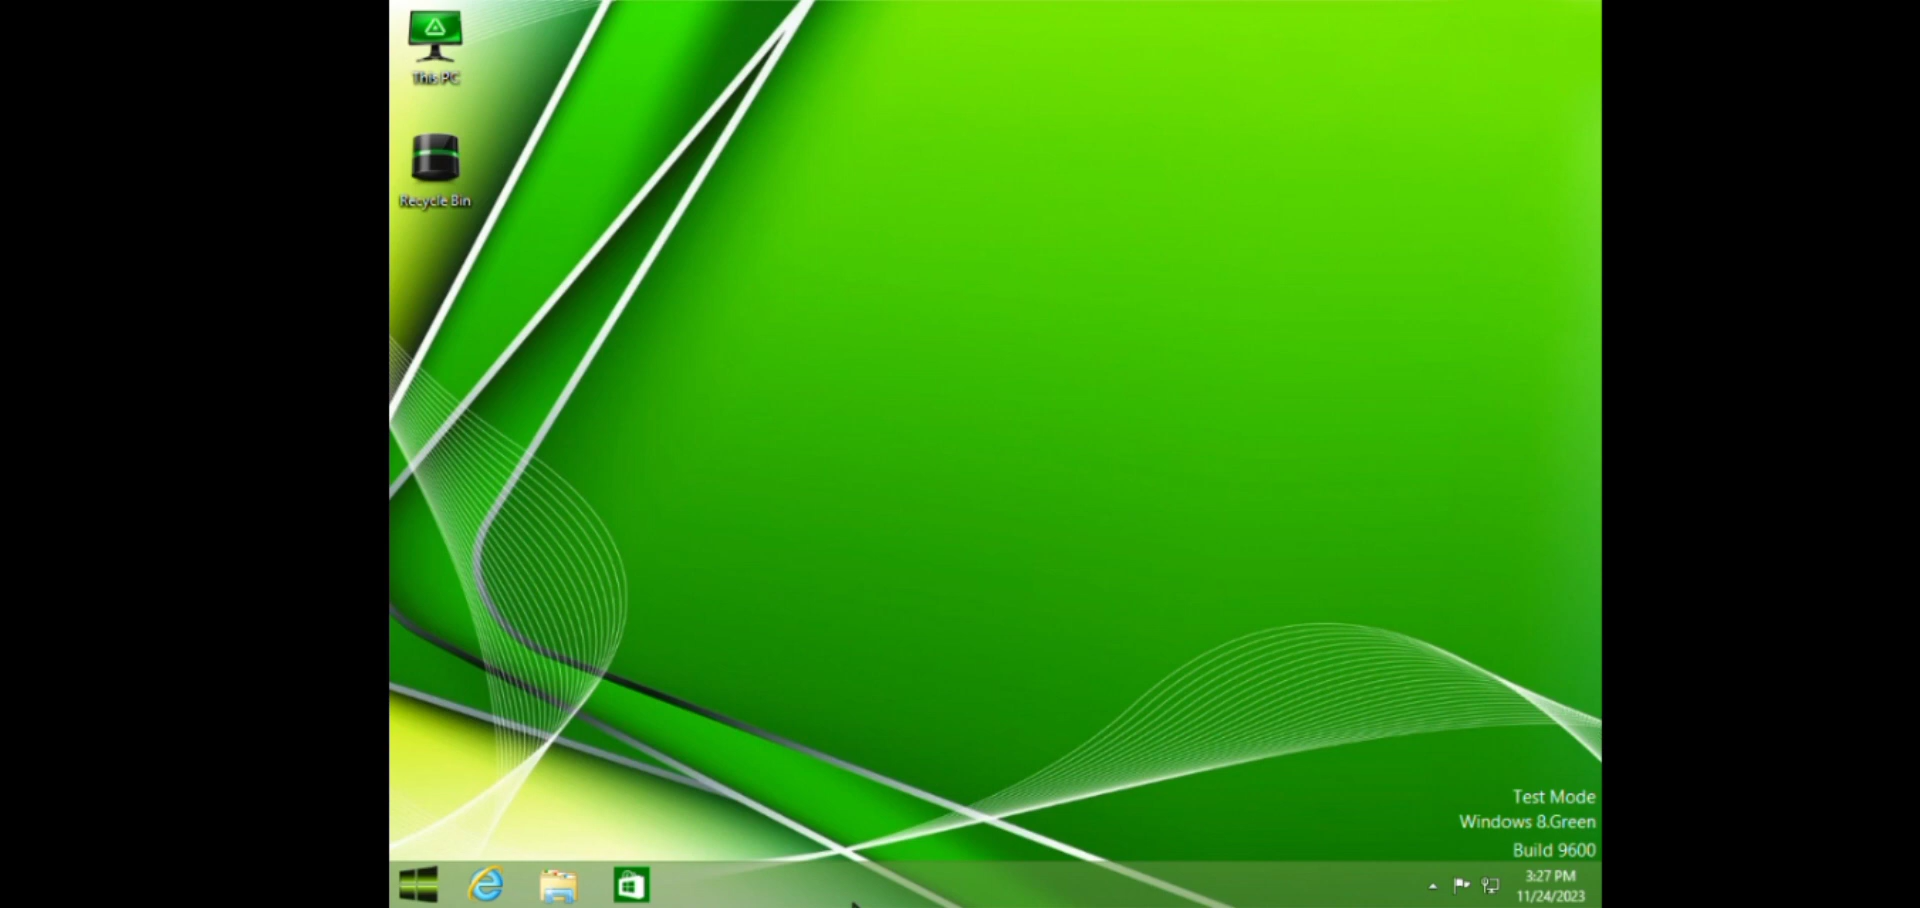 This PC
Recycle Bin
Test Mode
Windows 8.Green
Build 9600
3:27 PM
11/24/2023